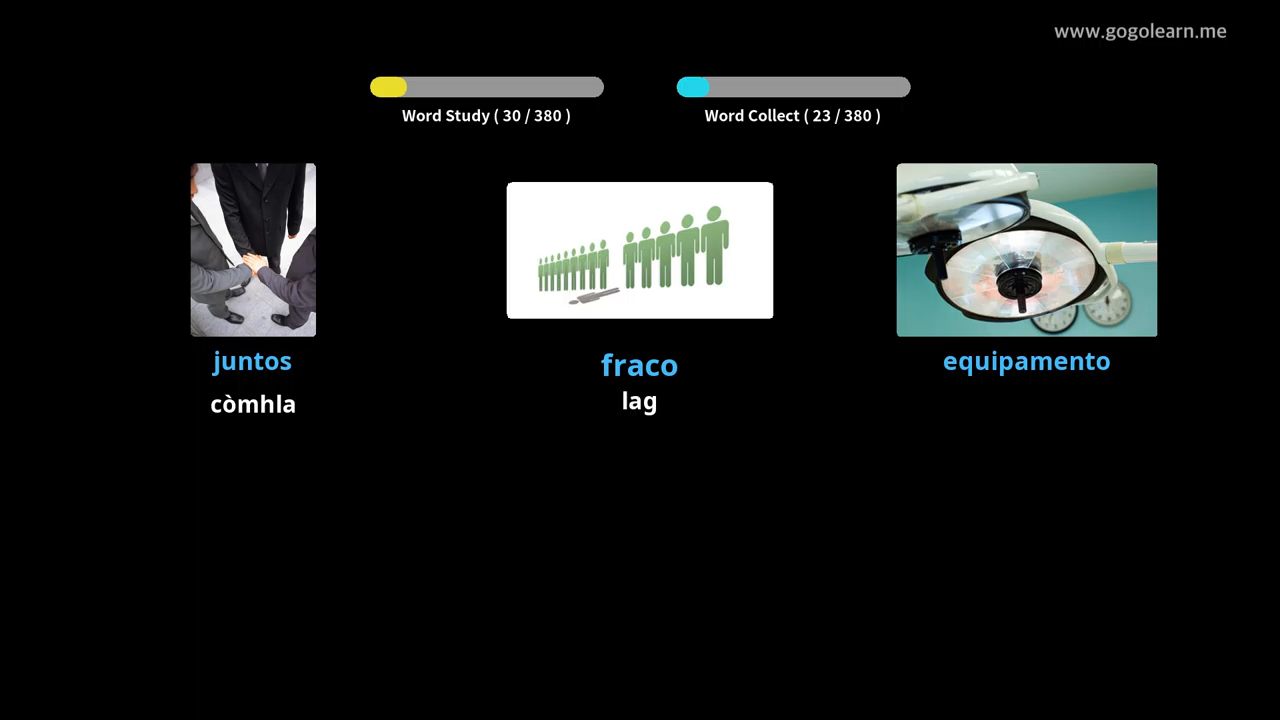 www.gogolearn.me
Word Study ( 30 / 380 )
Word Collect ( 23 / 380 )
juntos
fraco
equipamento
còmhla
lag